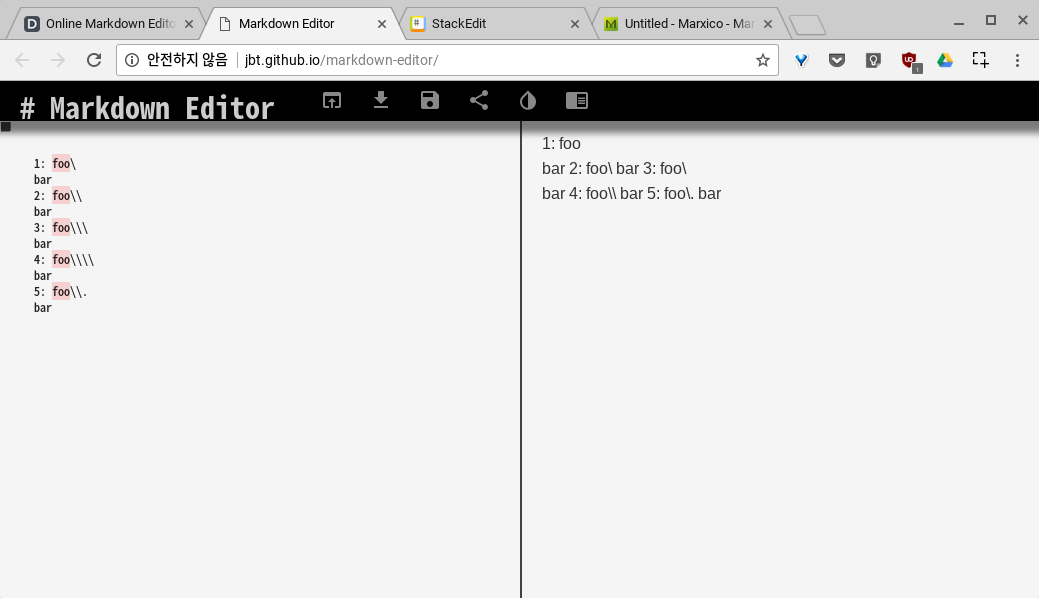 Online Markdown Edito
Markdown Editor
StackEdit
Untitled - Marxico - Mar
안전하지 않음 jbt.github.io/markdown-editor/
# Markdown Editor
1: foo\
bar
2: foo\\
bar
3: foo\\\
bar
4: foo\\\\
bar
5: foo\\.
bar
1: foo
bar 2: foo\ bar 3: foo\
bar 4: foo\\ bar 5: foo\. bar